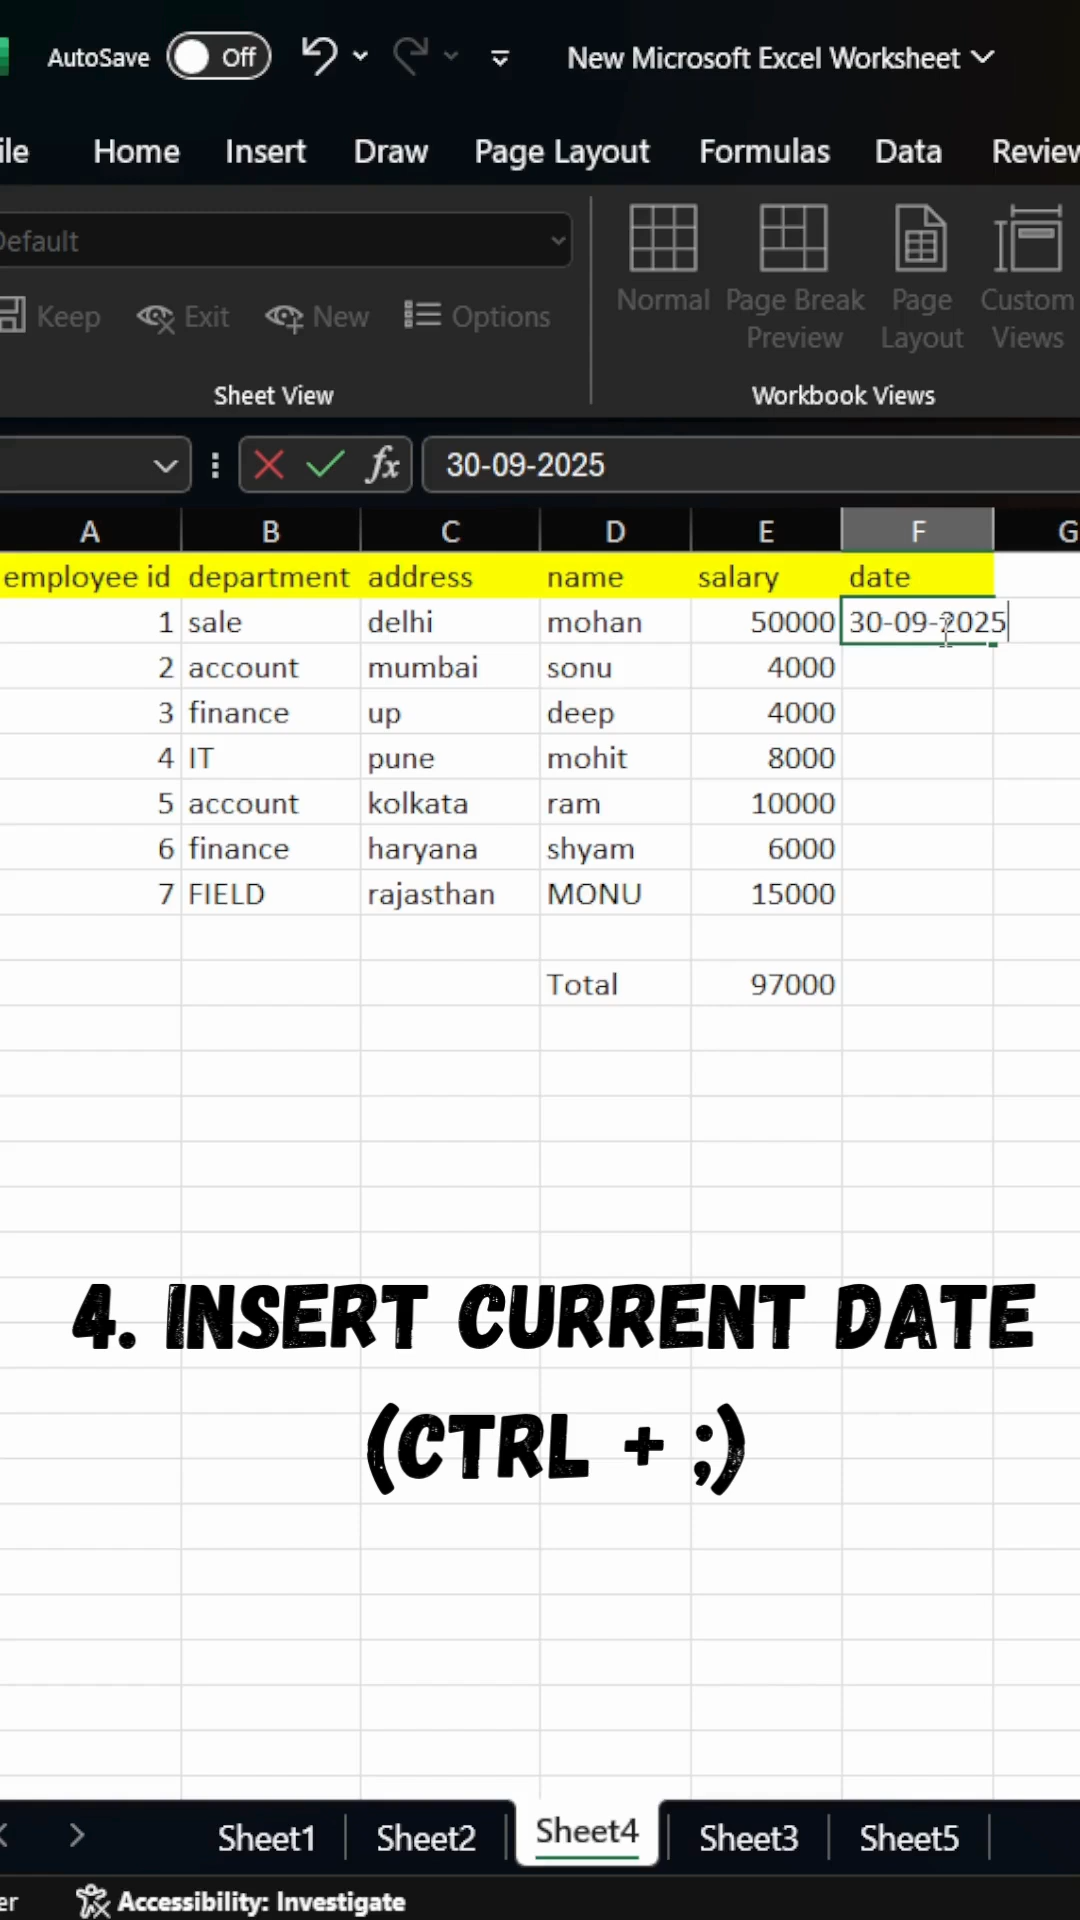 AutoSave Off New Microsoft Excel Worksheet
ile Home Insert Draw Page Layout Formulas Data Review
Default
Keep Exit New Options
Normal Page Break Preview Page Layout Custom Views
Sheet View Workbook Views
fx 30-09-2025
A B C D E F G
employee id department address name salary date
1 sale delhi mohan 50000 30-09-2025
2 account mumbai sonu 4000
3 finance up deep 4000
4 IT pune mohit 8000
5 account kolkata ram 10000
6 finance haryana shyam 6000
7 FIELD rajasthan MONU 15000
Total 97000
4. INSERT CURRENT DATE
(CTRL + ;)
Sheet1 Sheet2 Sheet4 Sheet3 Sheet5
er Accessibility: Investigate